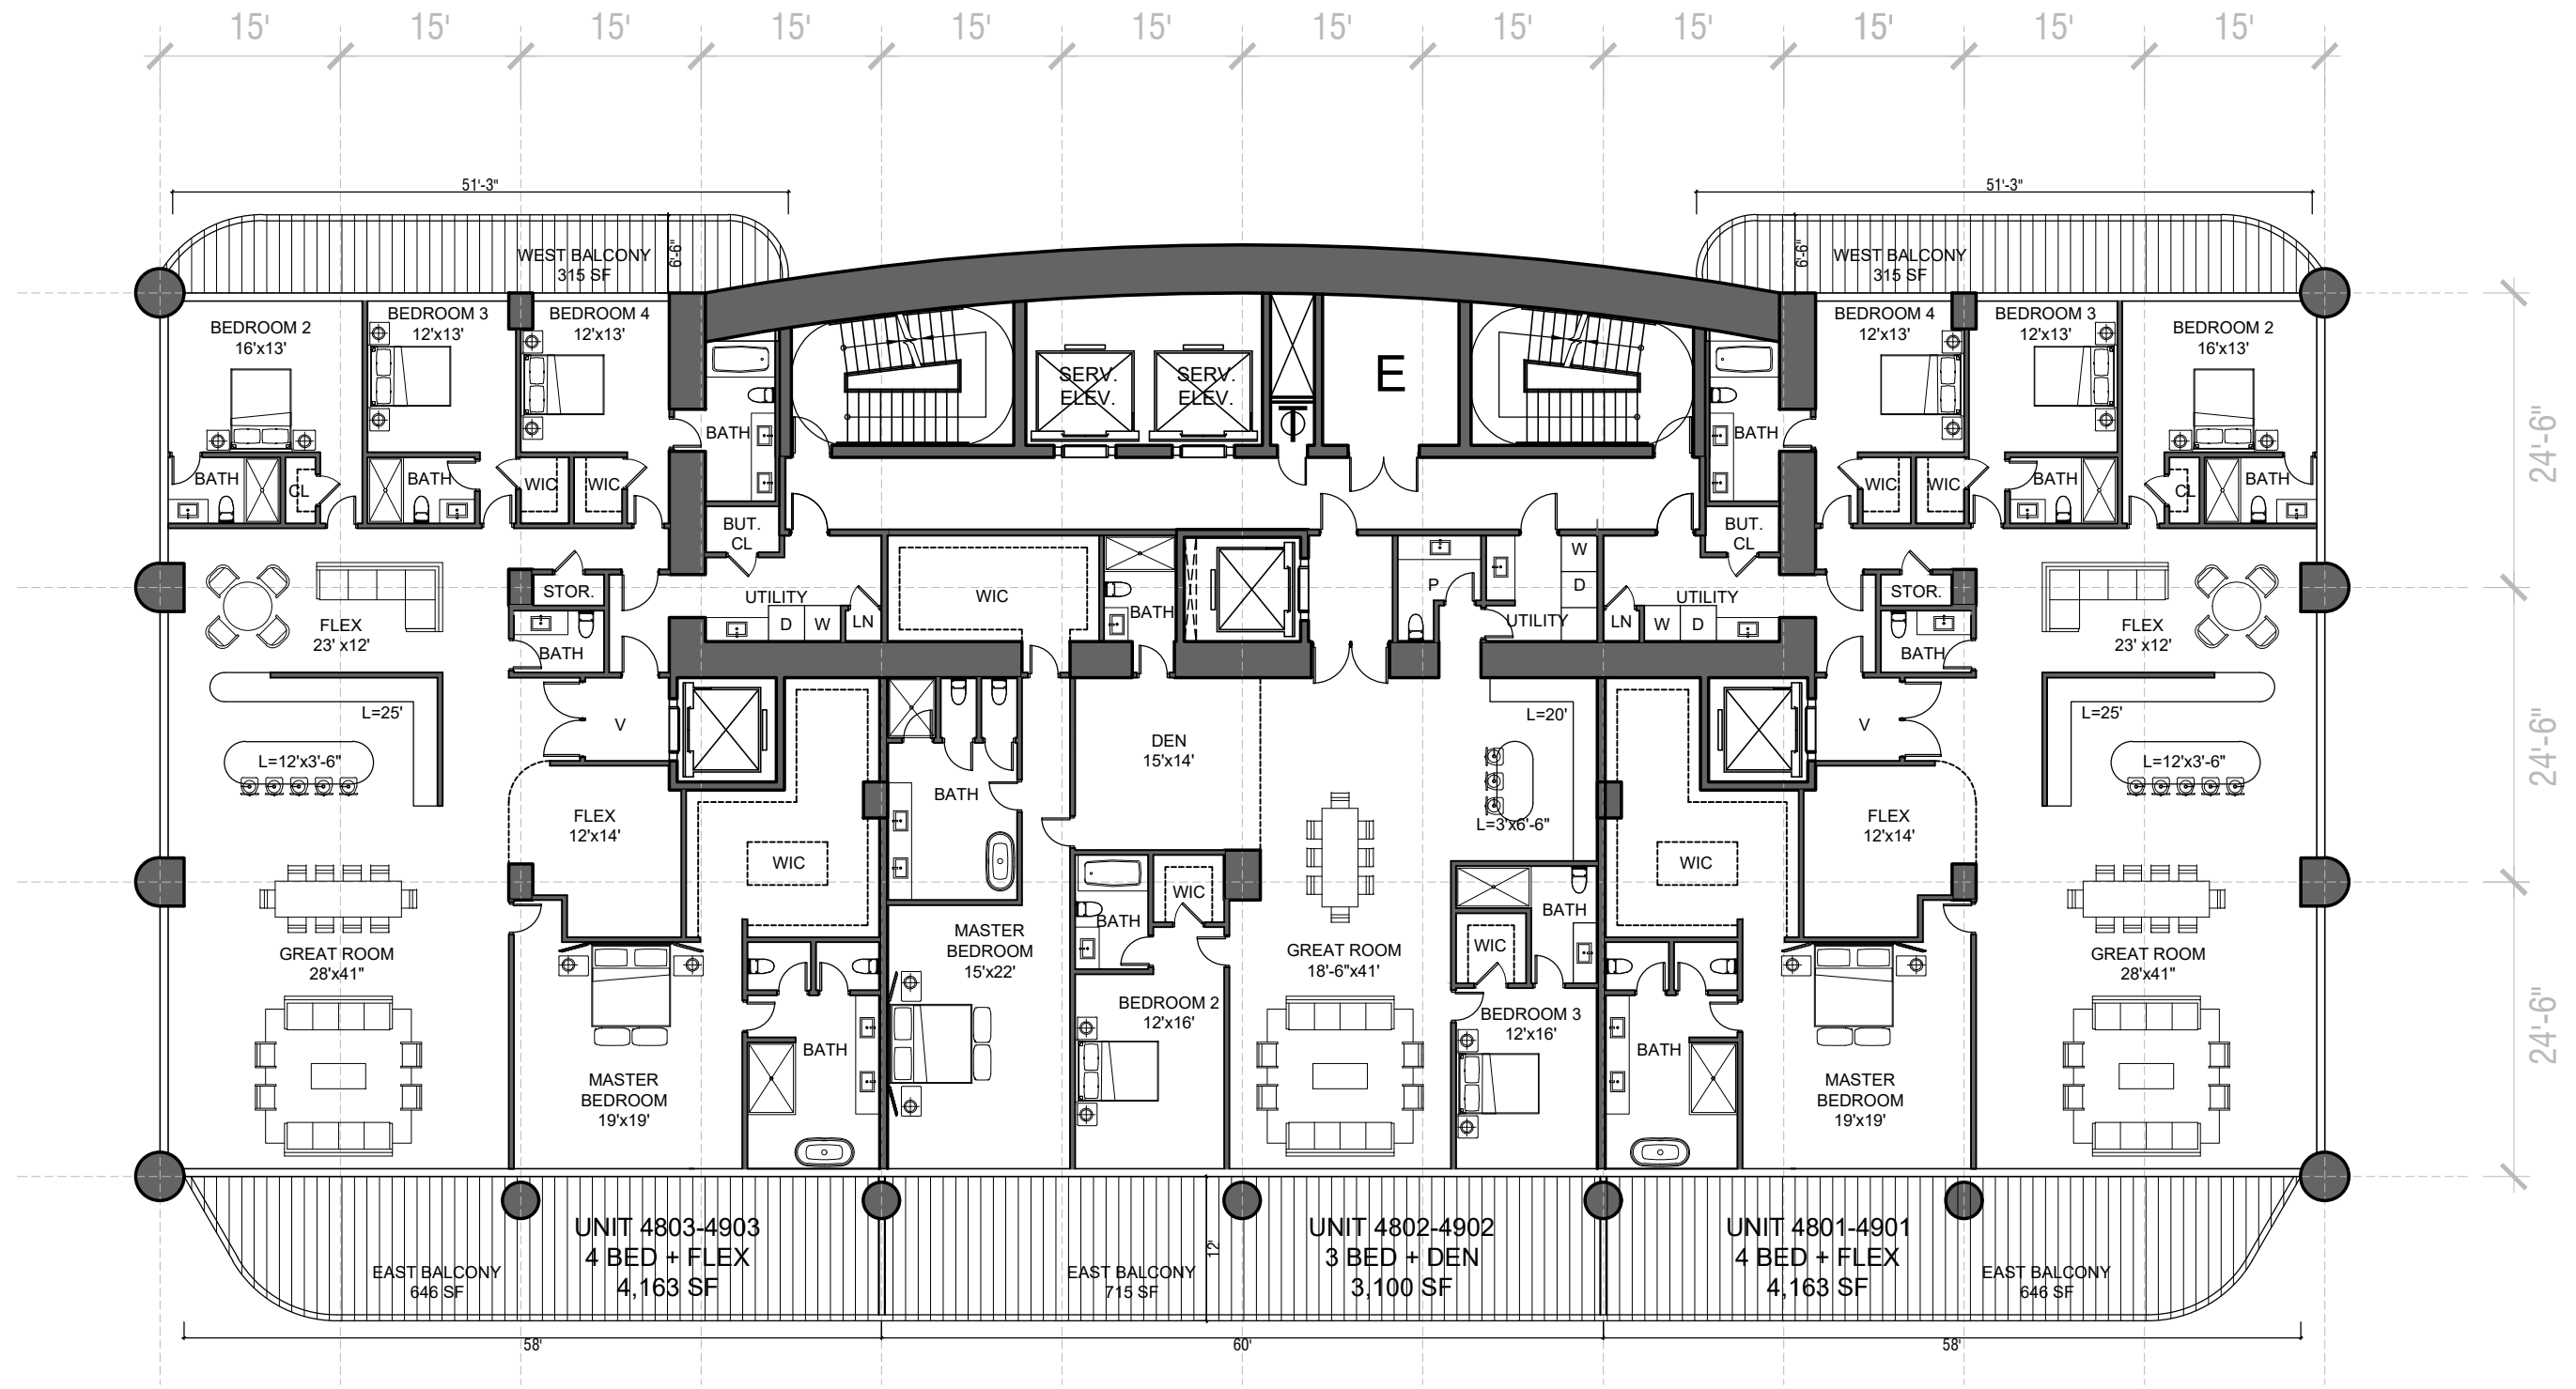 15' 15' 15' 15' 15' 15' 15' 15' 15' 15' 15' 15'
51'-3" 51'-3"
WEST BALCONY
315 SF
6'-6"
6'-6"
WEST BALCONY
315 SF
BEDROOM 2
16'x13'
BEDROOM 3
12'x13'
BEDROOM 4
12'x13'
BEDROOM 4
12'x13'
BEDROOM 3
12'x13'
BEDROOM 2
16'x13'
SERV.
ELEV.
SERV.
ELEV.
E
T
BATH
BATH
24'-6"
BATH
CL
BATH
WIC
WIC
WIC
WIC
BATH
CL
BATH
BUT.
CL
BUT.
CL
STOR.
UTILITY
D W LN
WIC
BATH
P
W
D
UTILITY
UTILITY
LN W D
STOR.
FLEX
23' x12'
BATH
BATH
FLEX
23' x12'
L=25'
V
L=20'
V
L=25'
L=12'x3'-6"
DEN
15'x14'
L=12'x3'-6"
24'-6"
BATH
FLEX
12'x14'
L=3'x6'-6"
FLEX
12'x14'
WIC
WIC
WIC
BATH
BATH
WIC
GREAT ROOM
28'x41"
MASTER
BEDROOM
15'x22'
GREAT ROOM
18'-6"x41'
GREAT ROOM
28'x41"
BEDROOM 2
12'x16'
BEDROOM 3
12'x16'
24'-6"
BATH
BATH
MASTER
BEDROOM
19'x19'
MASTER
BEDROOM
19'x19'
UNIT 4803-4903
4 BED + FLEX
4,163 SF
UNIT 4802-4902
3 BED + DEN
3,100 SF
UNIT 4801-4901
4 BED + FLEX
4,163 SF
12'
EAST BALCONY
646 SF
EAST BALCONY
715 SF
EAST BALCONY
646 SF
58' 60' 58'